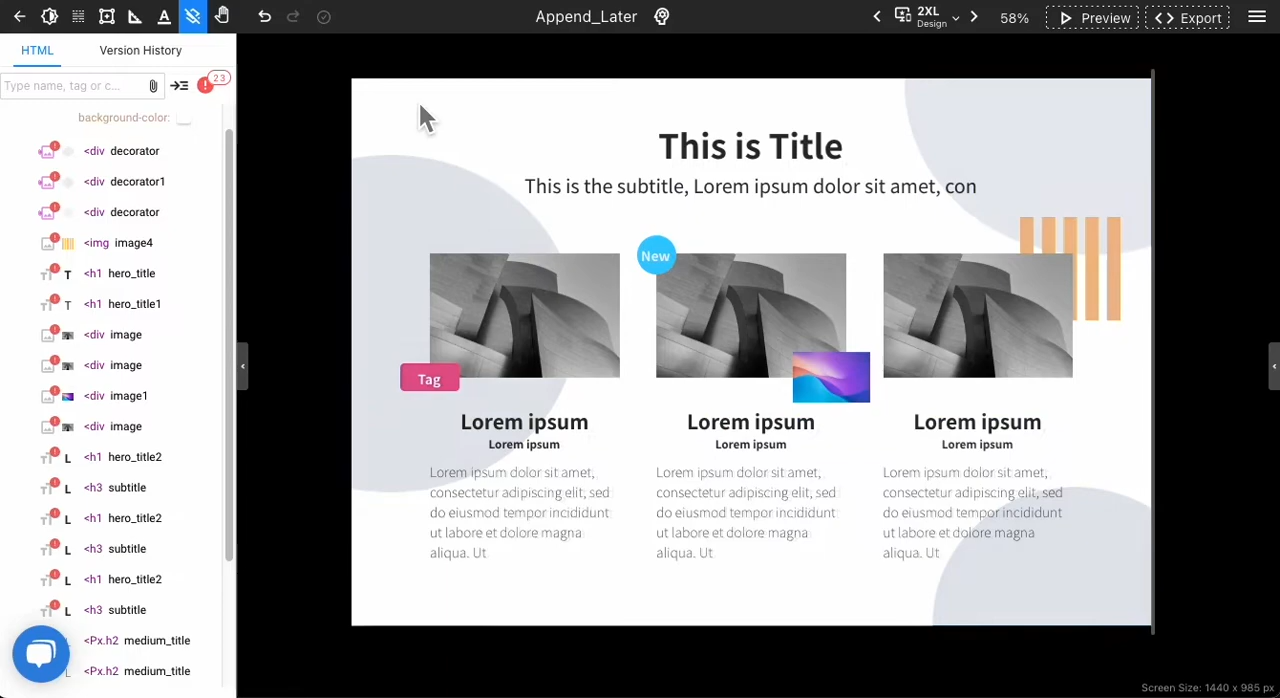 Append_Later
2XL
Design
58%
Preview
Export
HTML
Version History
Type name, tag or c...
23
background-color:
<div decorator
<div decorator1
<div decorator
<img image4
T <h1 hero_title
T <h1 hero_title1
<div image
<div image
<div image1
<div image
L <h1 hero_title2
L <h3 subtitle
L <h1 hero_title2
L <h3 subtitle
L <h1 hero_title2
L <h3 subtitle
<Px.h2 medium_title
<Px.h2 medium_title
This is Title
This is the subtitle, Lorem ipsum dolor sit amet, con
New
Tag
Lorem ipsum
Lorem ipsum
Lorem ipsum dolor sit amet,
consectetur adipiscing elit, sed
do eiusmod tempor incididunt
ut labore et dolore magna
aliqua. Ut
Lorem ipsum
Lorem ipsum
Lorem ipsum dolor sit amet,
consectetur adipiscing elit, sed
do eiusmod tempor incididunt
ut labore et dolore magna
aliqua. Ut
Lorem ipsum
Lorem ipsum
Lorem ipsum dolor sit amet,
consectetur adipiscing elit, sed
do eiusmod tempor incididunt
ut labore et dolore magna
aliqua. Ut
Screen Size: 1440 x 985 px